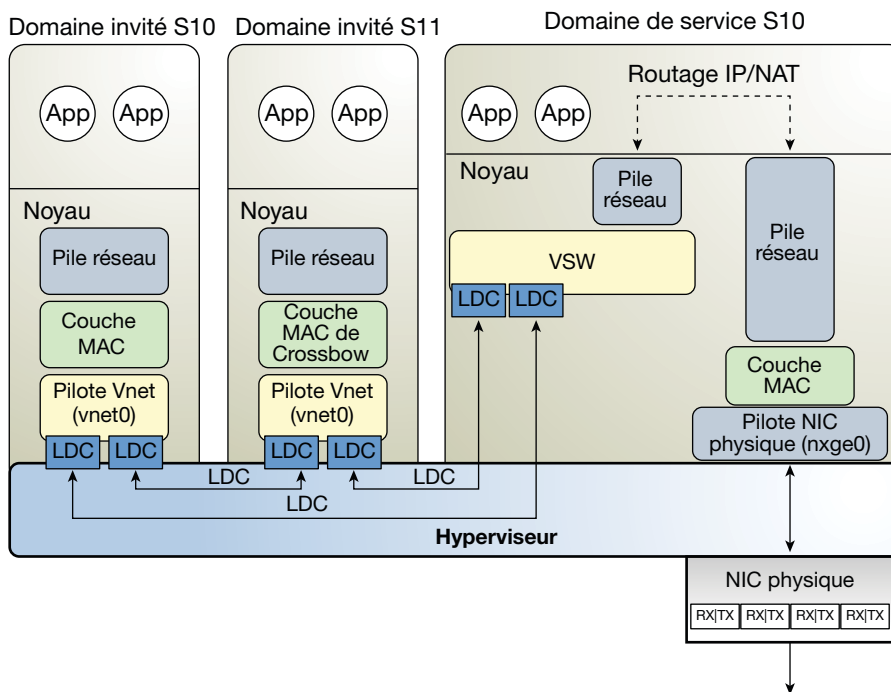 Domaine invité S10
Domaine invité S11
Domaine de service S10
Routage IP/NAT
App
App
App
App
App
App
Noyau
Noyau
Noyau
Pile réseau
Couche
MAC
Pilote Vnet
(vnet0)
LDC
LDC
Pile réseau
Couche
MAC de
Crossbow
Pilote Vnet
(vnet0)
LDC
LDC
Pile
réseau
VSW
LDC
LDC
Pile
réseau
Couche
MAC
Pilote NIC
physique (nxge0)
LDC
LDC
LDC
Hyperviseur
NIC physique
RX|TX
RX|TX
RX|TX
RX|TX